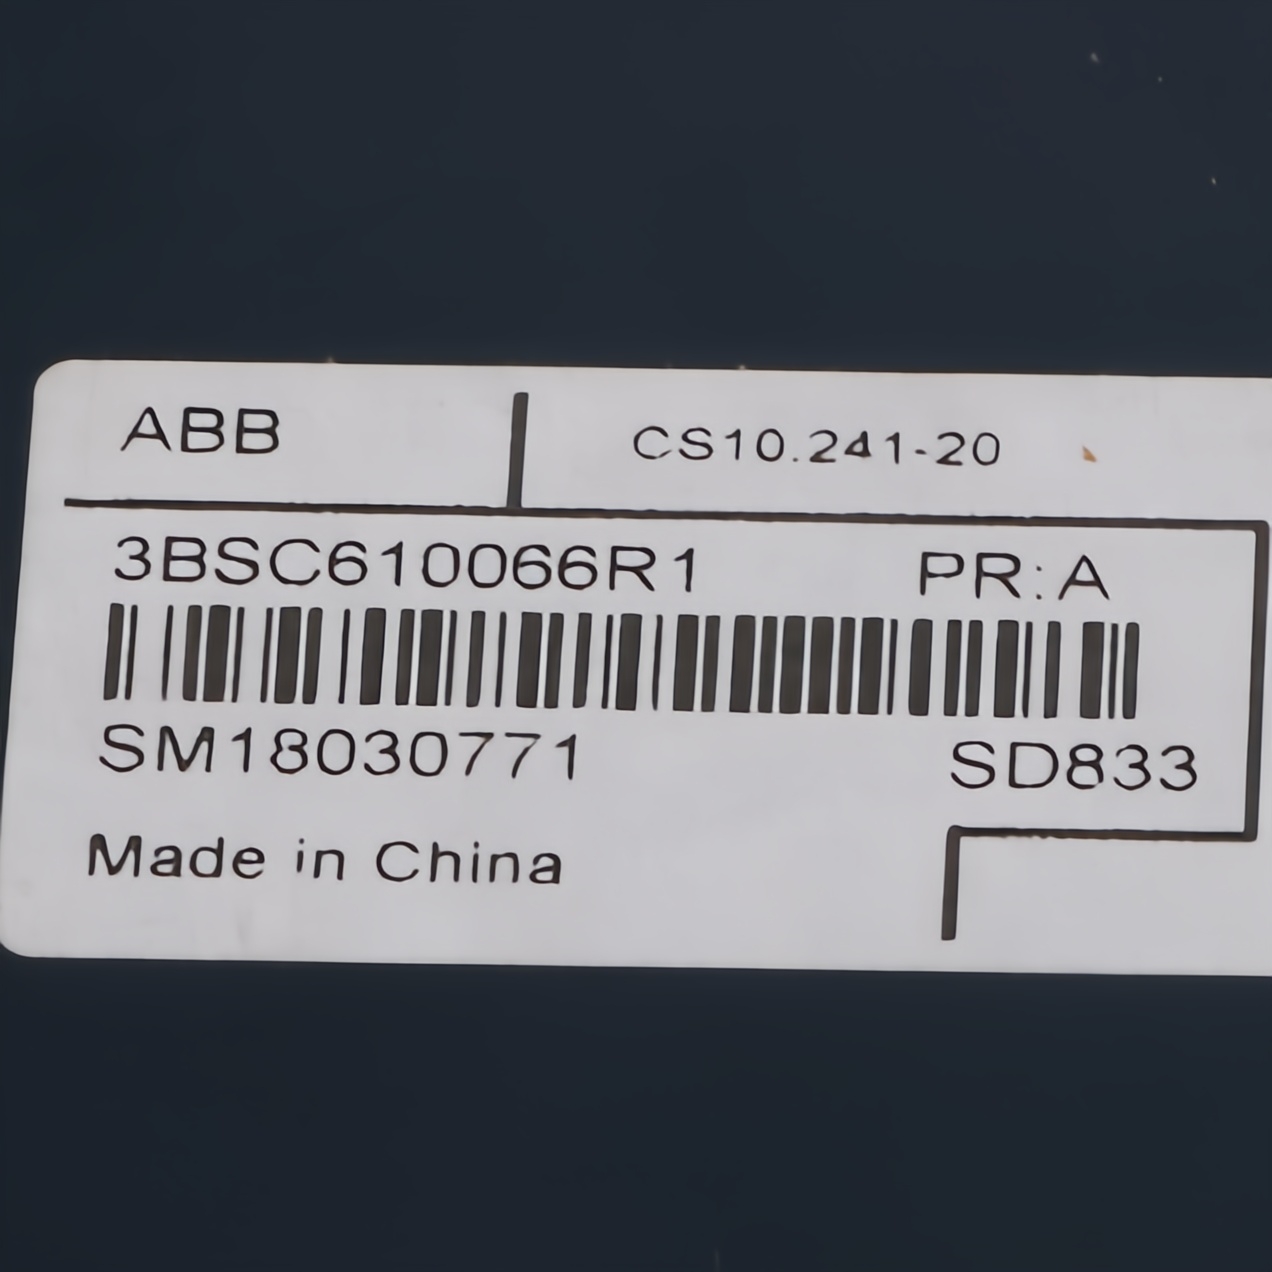 ABB CS10.241-20
3BSC610066R1 PR:A
SM18030771 SD833
Made in China